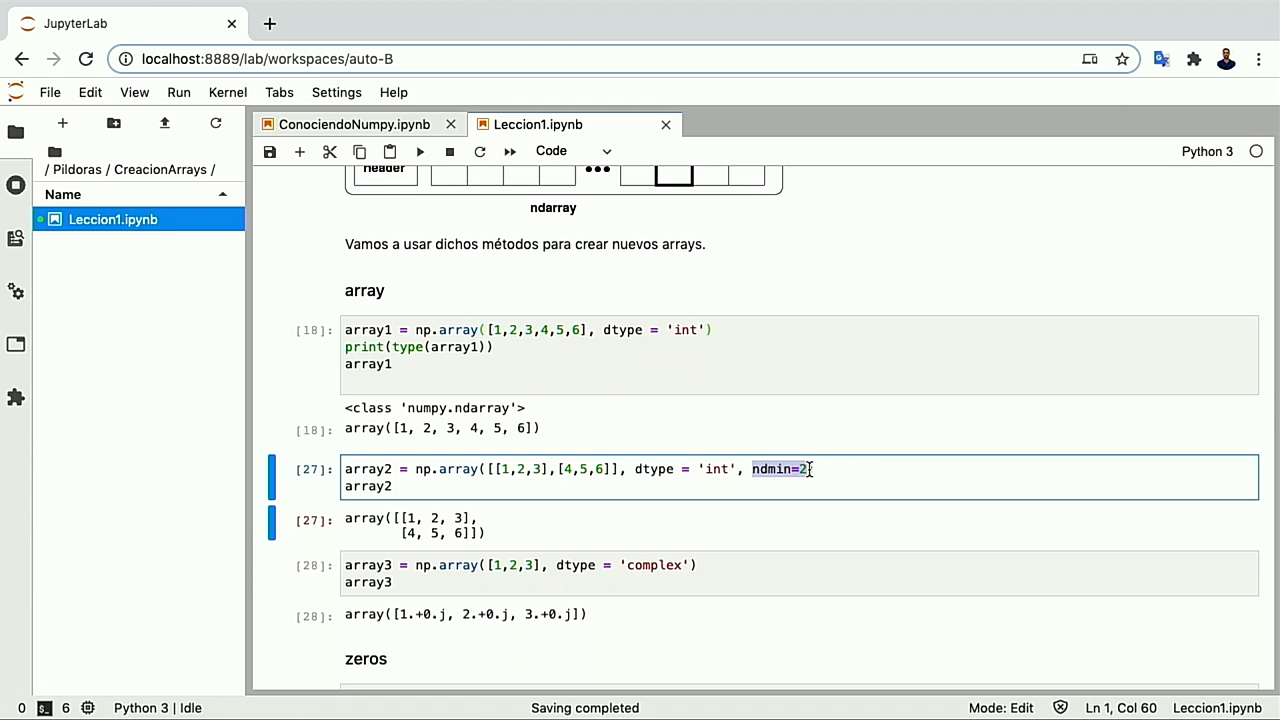 JupyterLab
localhost:8889/lab/workspaces/auto-B
File Edit View Run Kernel Tabs Settings Help
ConociendoNumpy.ipynb
Leccion1.ipynb
Code
Python 3
/ Pildoras / CreacionArrays /
Name
Leccion1.ipynb
header
ndarray
Vamos a usar dichos métodos para crear nuevos arrays.
array
[18]: array1 = np.array([1,2,3,4,5,6], dtype = 'int')
print(type(array1))
array1
<class 'numpy.ndarray'>
[18]: array([1, 2, 3, 4, 5, 6])
[27]: array2 = np.array([[1,2,3],[4,5,6]], dtype = 'int', ndmin=2
array2
[27]: array([[1, 2, 3],
[4, 5, 6]])
[28]: array3 = np.array([1,2,3], dtype = 'complex')
array3
[28]: array([1.+0.j, 2.+0.j, 3.+0.j])
zeros
0 6 Python 3 | Idle Saving completed Mode: Edit Ln 1, Col 60 Leccion1.ipynb